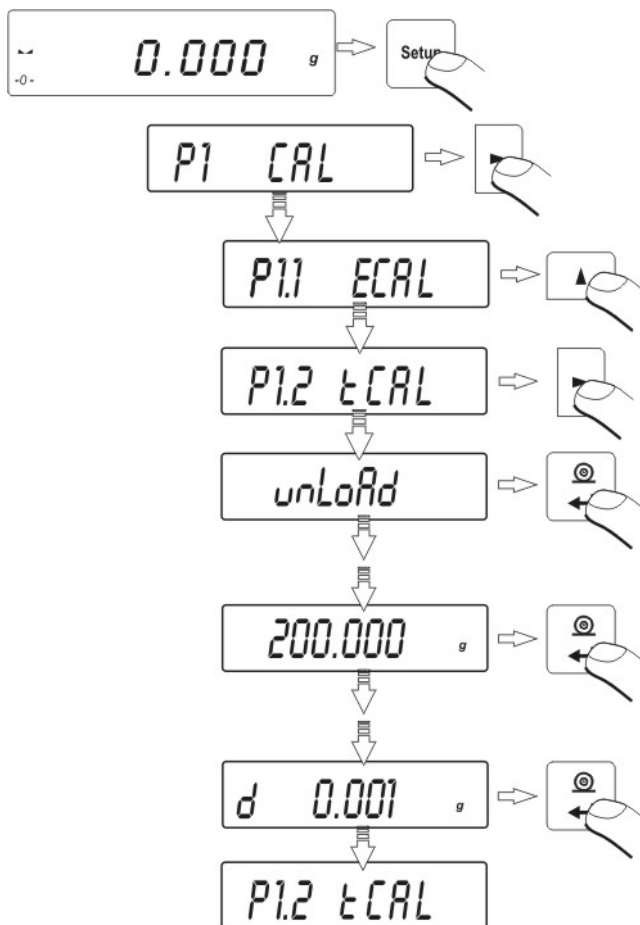 -0- 0.000 g Setup
P1 CAL
P1.1 ECAL
P1.2 tCAL
unLoAd
200.000 g
d 0.001 g
P1.2 tCAL